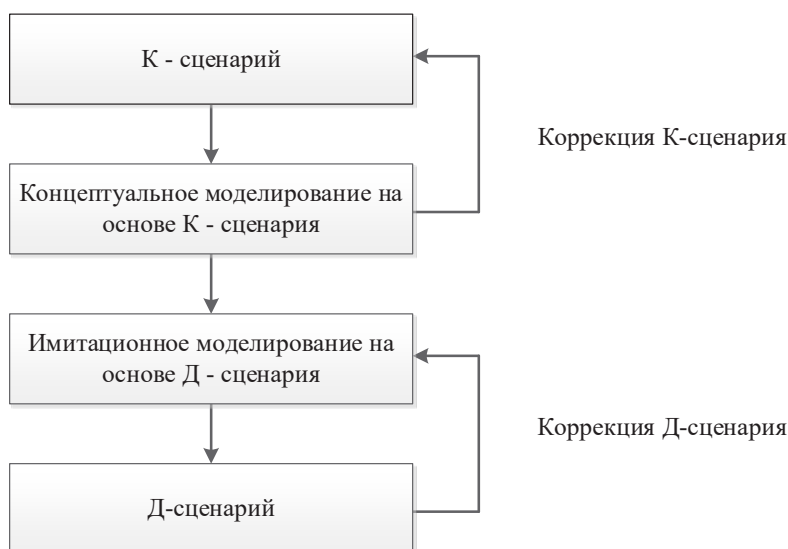 К - сценарий
Коррекция К-сценария
Концептуальное моделирование на
основе К - сценария
Имитационное моделирование на
основе Д - сценария
Коррекция Д-сценария
Д-сценарий